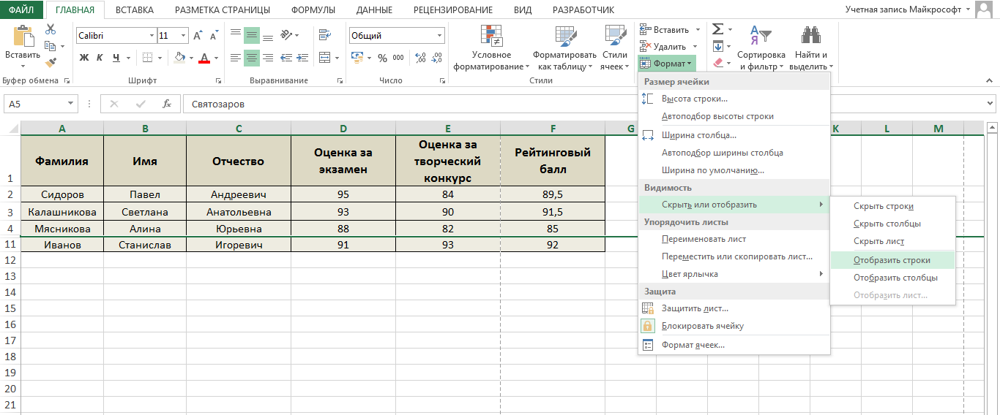 ФАЙЛ ГЛАВНАЯ ВСТАВКА РАЗМЕТКА СТРАНИЦЫ ФОРМУЛЫ ДАННЫЕ РЕЦЕНЗИРОВАНИЕ ВИД РАЗРАБОТЧИК Учетная запись Майкрософт
Вставить
Буфер обмена
Calibri 11
Ж К Ч А
Шрифт
Выравнивание
Общий
% 000
Число
Условное форматирование
Форматировать как таблицу
Стили ячеек
Стили
Вставить
Удалить
Формат
Сортировка и фильтр
Найти и выделить
A5 fx Святозаров
A B C D E F G K L M
1 Фамилия Имя Отчество Оценка за экзамен Оценка за творческий конкурс Рейтинговый балл
2 Сидоров Павел Андреевич 95 84 89,5
3 Калашникова Светлана Анатольевна 93 90 91,5
4 Мясникова Алина Юрьевна 88 82 85
11 Иванов Станислав Игоревич 91 93 92
12
13
14
15
16
17
18
19
20
21
Размер ячейки
Высота строки...
Автоподбор высоты строки
Ширина столбца...
Автоподбор ширины столбца
Ширина по умолчанию...
Видимость
Скрыть или отобразить
Упорядочить листы
Переименовать лист
Переместить или скопировать лист...
Цвет ярлычка
Защита
Защитить лист...
Блокировать ячейку
Формат ячеек...
Скрыть строки
Скрыть столбцы
Скрыть лист
Отобразить строки
Отобразить столбцы
Отобразить лист...